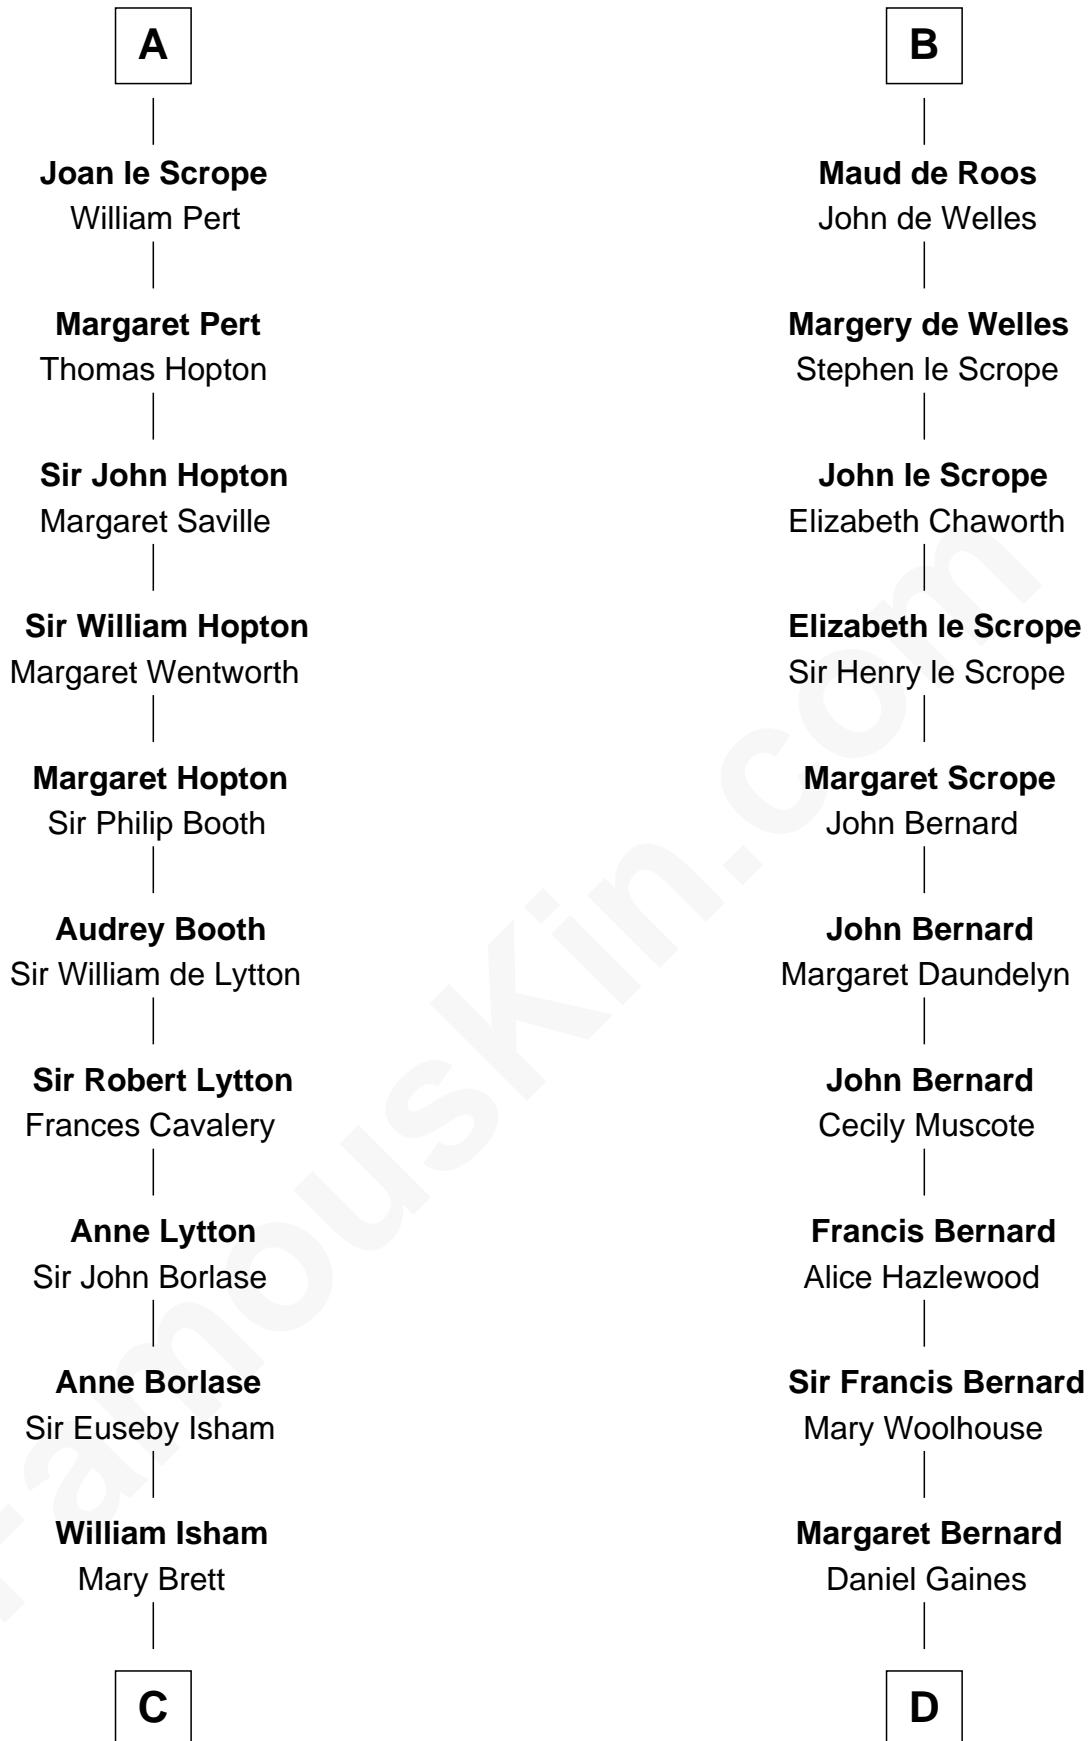 A
Joan le Scrope
William Pert
Margaret Pert
Thomas Hopton
Sir John Hopton
Margaret Saville
Sir William Hopton
Margaret Wentworth
Margaret Hopton
Sir Philip Booth
Audrey Booth
Sir William de Lytton
Sir Robert Lytton
Frances Cavalery
Anne Lytton
Sir John Borlase
Anne Borlase
Sir Euseby Isham
William Isham
Mary Brett
C
B
Maud de Roos
John de Welles
Margery de Welles
Stephen le Scrope
John le Scrope
Elizabeth Chaworth
Elizabeth le Scrope
Sir Henry le Scrope
Margaret Scrope
John Bernard
John Bernard
Margaret Daundelyn
John Bernard
Cecily Muscote
Francis Bernard
Alice Hazlewood
Sir Francis Bernard
Mary Woolhouse
Margaret Bernard
Daniel Gaines
D
FamousKin.com